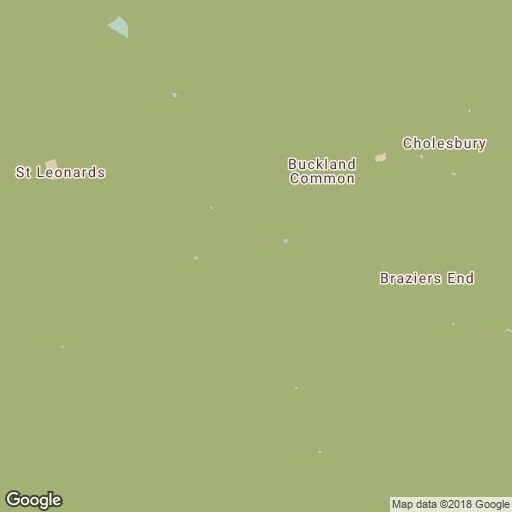 Cholesbury
Buckland
Common
St Leonards
Braziers End
Google
Map data ©2018 Google